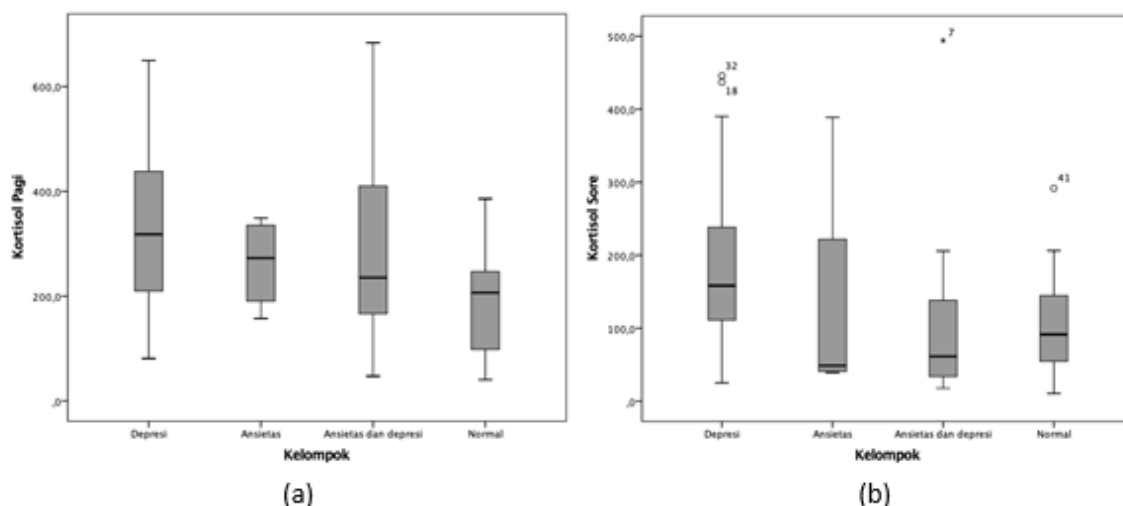 Kortisol Pagi
600,0
400,0
200,0
,0
Depresi
Ansietas
Ansietas dan depresi
Normal
Kelompok
(a)
Kortisol Sore
500,0
400,0
300,0
200,0
100,0
,0
32
18
7
41
Depresi
Ansietas
Ansietas dan depresi
Normal
Kelompok
(b)